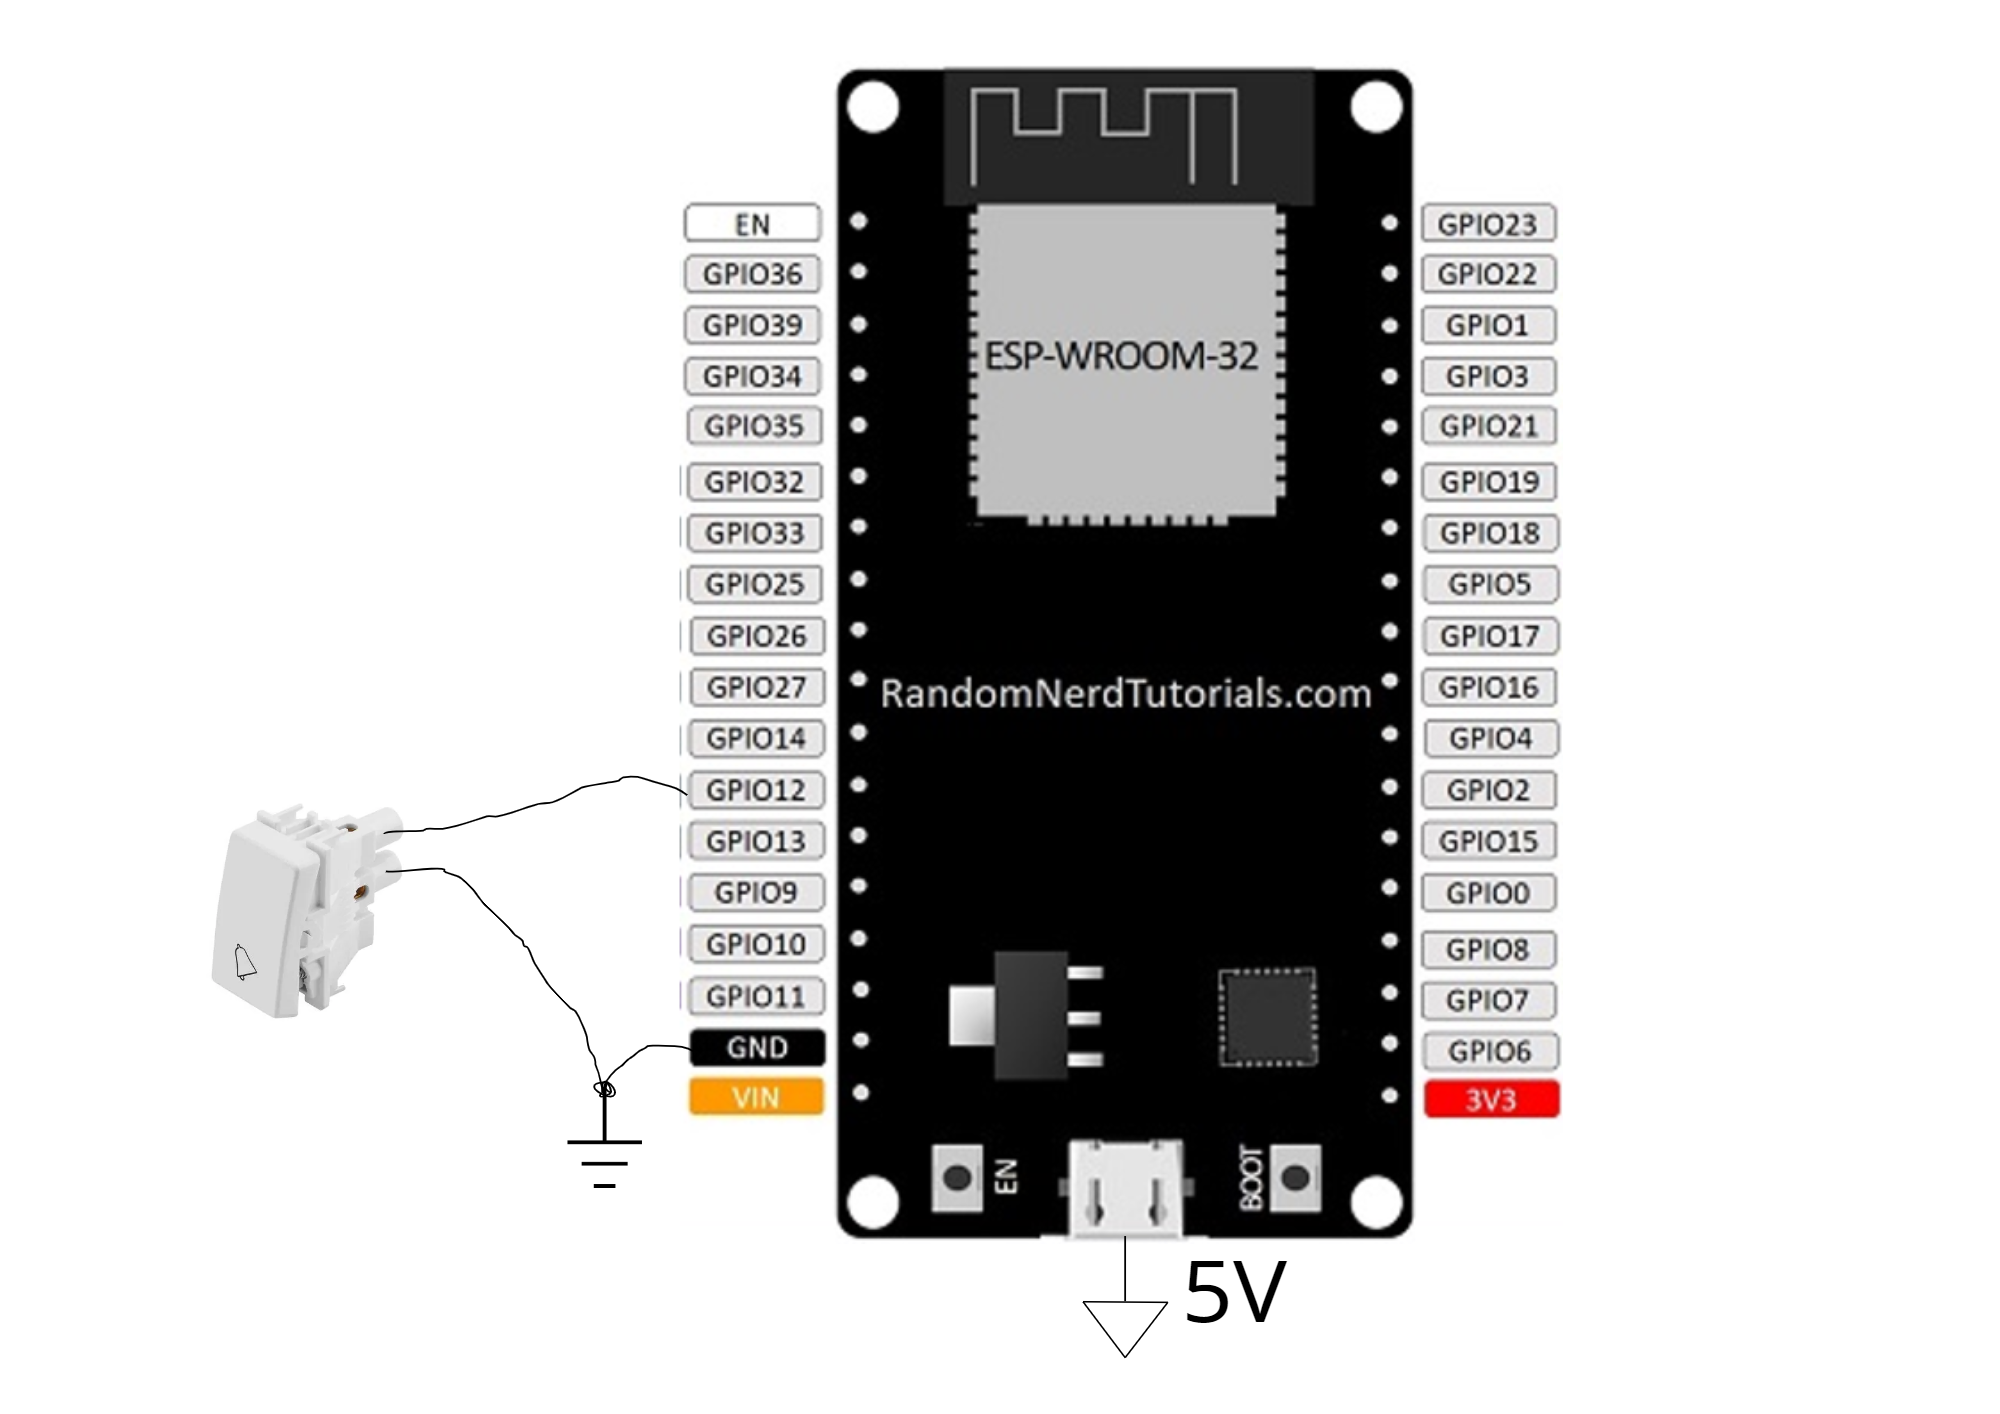 EN
GPIO36
GPIO39
GPIO34
GPIO35
GPIO32
GPIO33
GPIO25
GPIO26
GPIO27
GPIO14
GPIO12
GPIO13
GPIO9
GPIO10
GPIO11
GND
VIN
ESP-WROOM-32
RandomNerdTutorials.com
EN
BOOT
5V
GPIO23
GPIO22
GPIO1
GPIO3
GPIO21
GPIO19
GPIO18
GPIO5
GPIO17
GPIO16
GPIO4
GPIO2
GPIO15
GPIO0
GPIO8
GPIO7
GPIO6
3V3